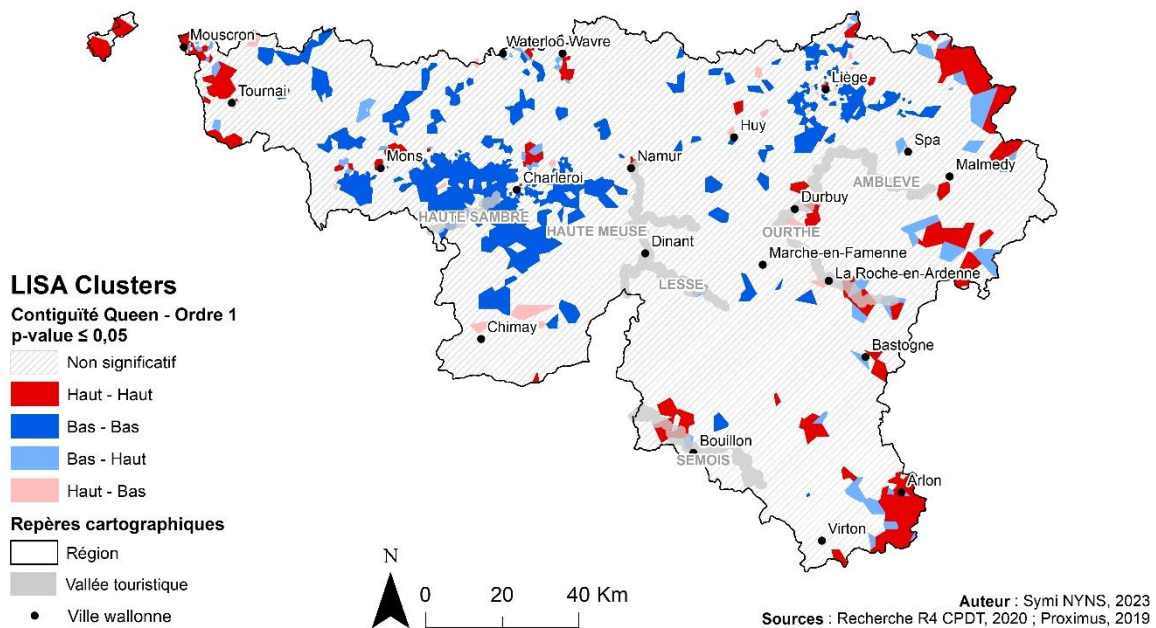 Mouscron
Waterloo-Wavre
Tournai
Liège
Huy
Spa
Mons
Namur
Malmedy
Charleroi
AMBLEVE
Durbuy
HAUTE SAMBRE
HAUTE MEUSE
OURTHE
Dinant
Marche-en-Famenne
La Roche-en-Ardenne
LESSE
Chimay
Bastogne
Bouillon
SEMOIS
Arlon
Virton
LISA Clusters
Contiguïté Queen - Ordre 1
p-value ≤ 0,05
Non significatif
Haut - Haut
Bas - Bas
Bas - Haut
Haut - Bas
Repères cartographiques
Région
Vallée touristique
Ville wallonne
N
0 20 40 Km
Auteur : Symi NYNS, 2023
Sources : Recherche R4 CPDT, 2020 ; Proximus, 2019